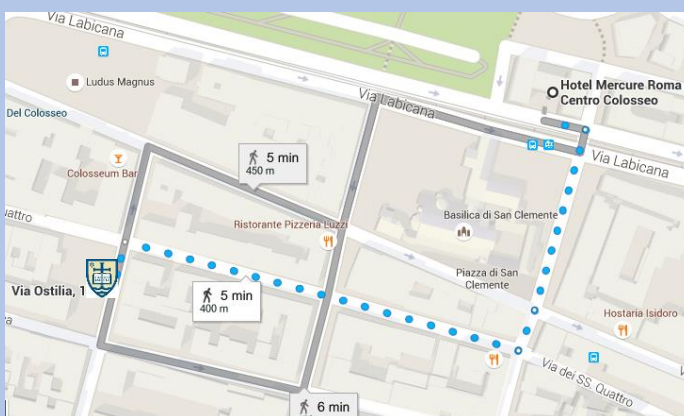 Via Labicana
Ludus Magnus
Hotel Mercure Roma
Centro Colosseo
Via Labicana
Del Colosseo
Via Labicana
5 min
450 m
Colosseum Bar
Basilica di San Clemente
uattro
Ristorante Pizzeria Luzzi
Piazza di San
Clemente
Via Ostilia, 1
5 min
400 m
Hostaria Isidoro
Via dei SS. Quattro
6 min